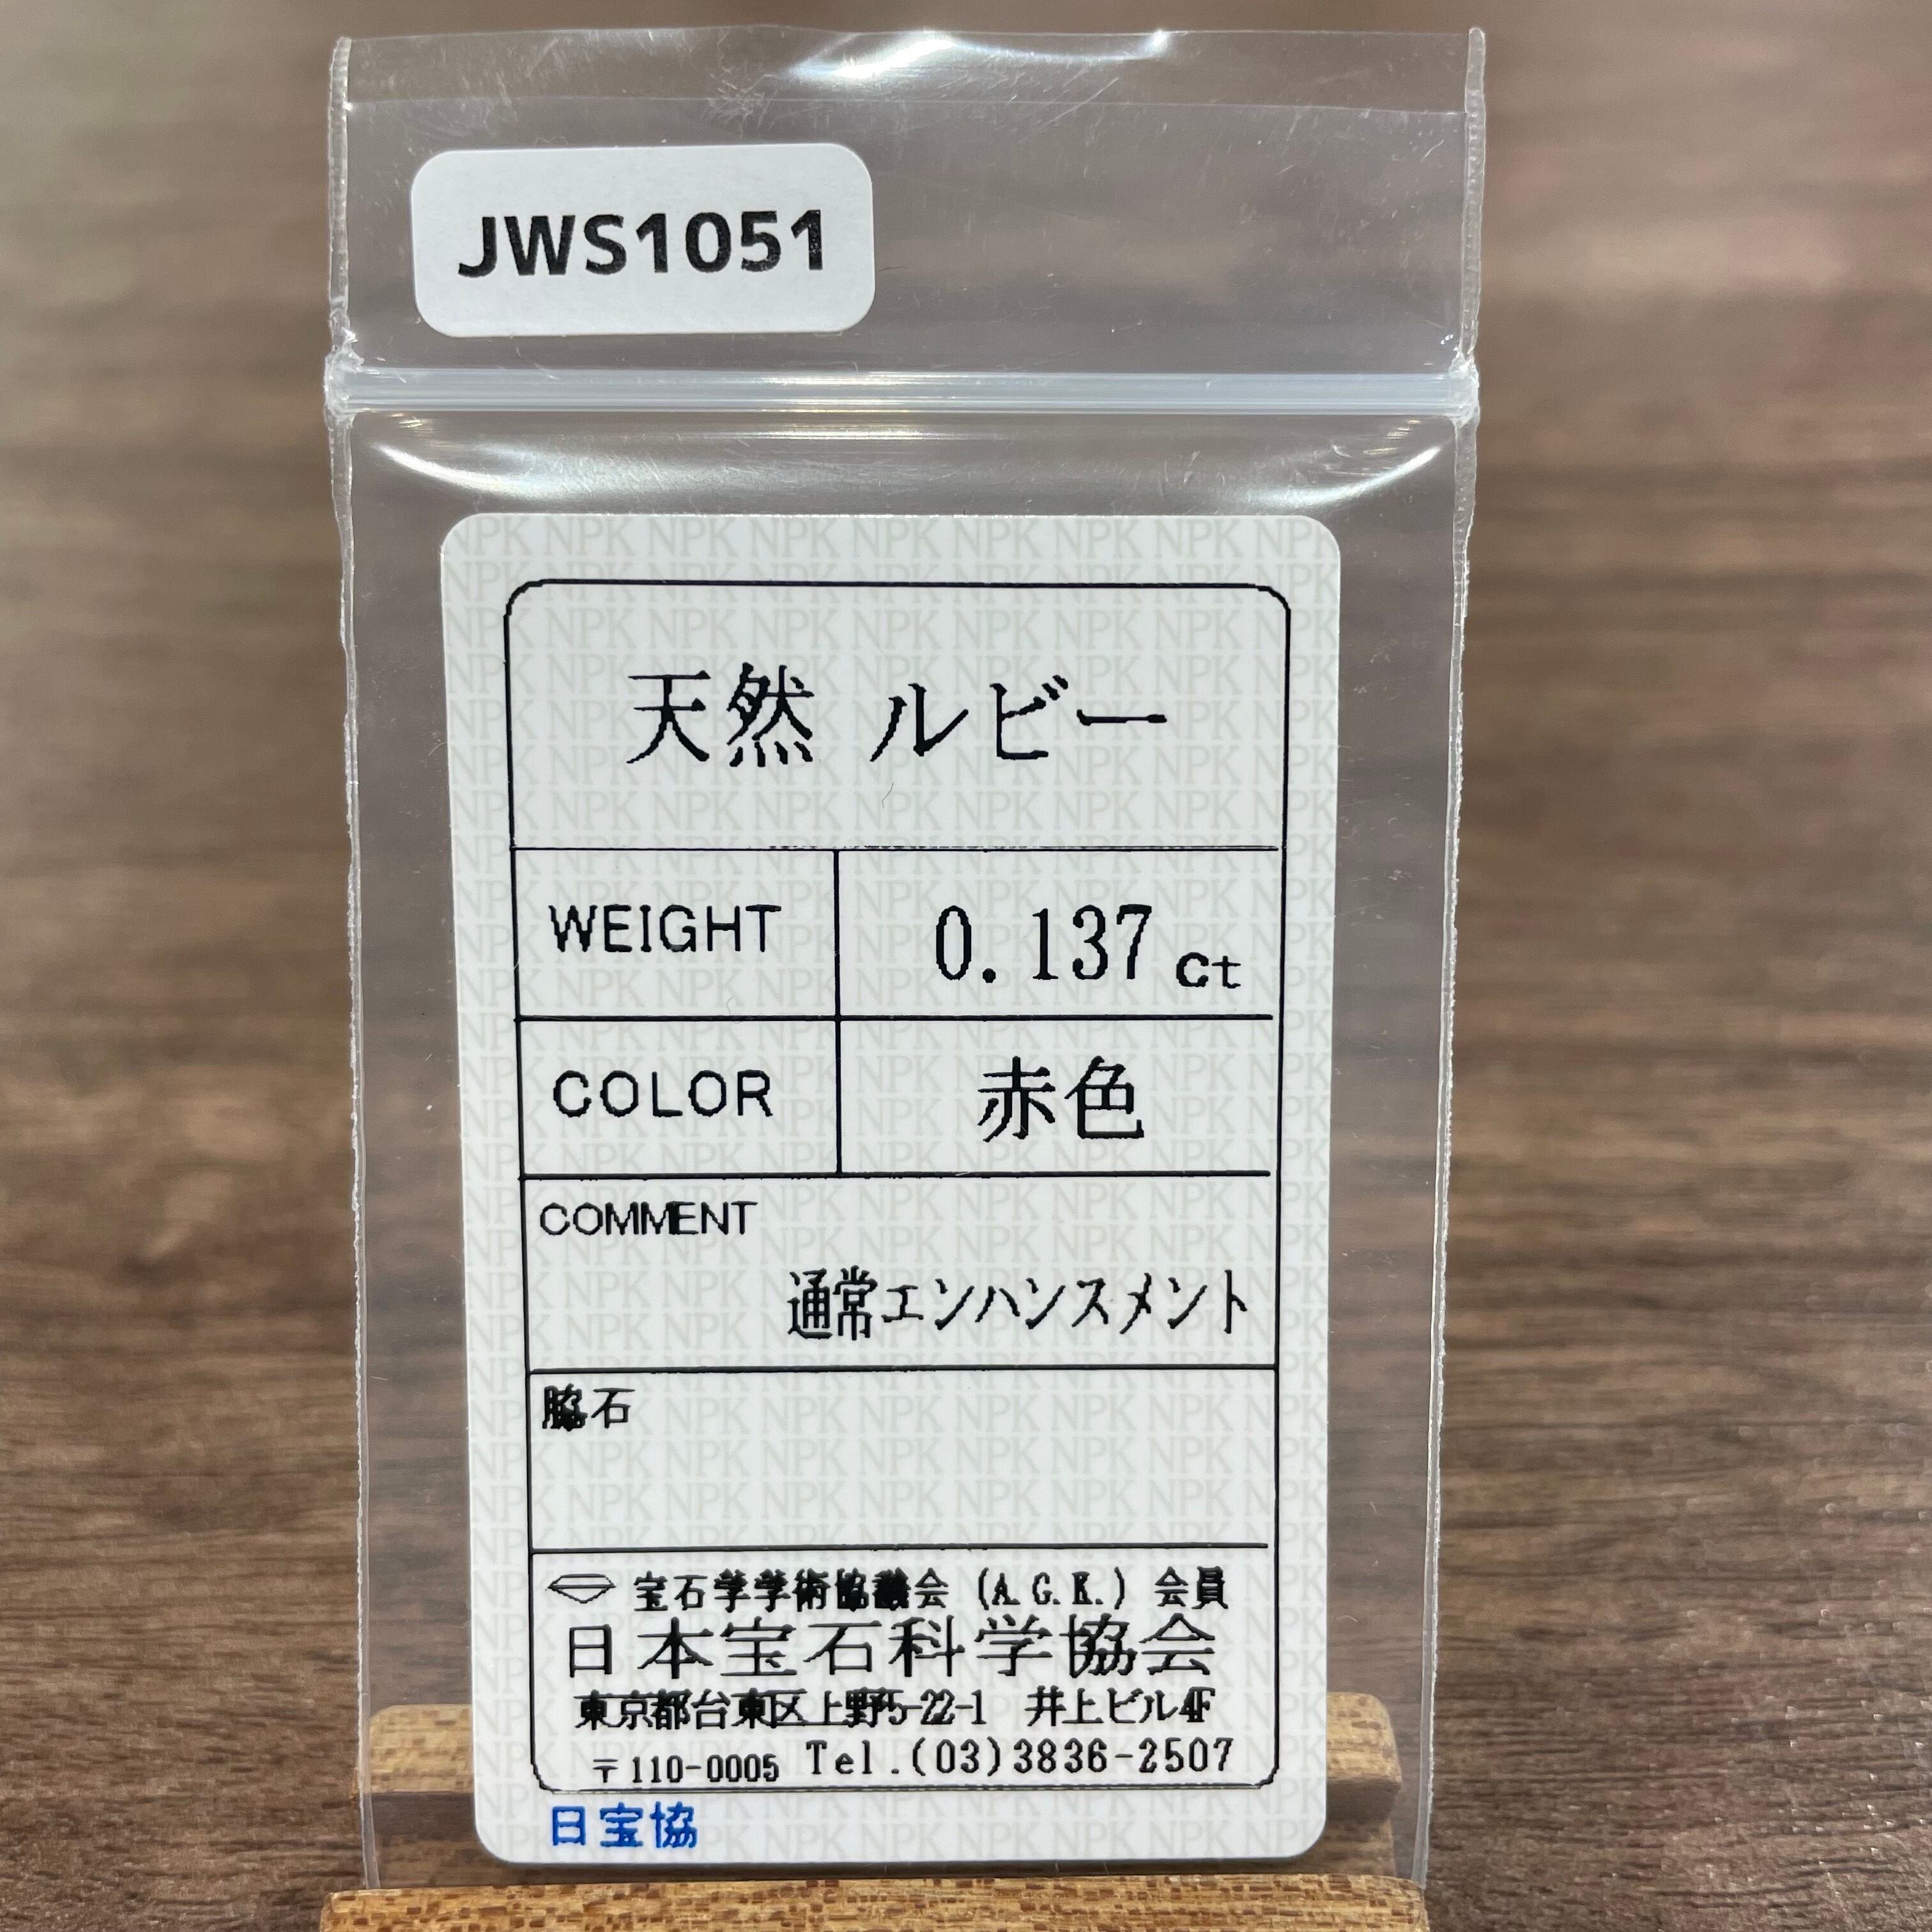 JWS1051
天然 ルビー
WEIGHT 0.137 ct
COLOR 赤色
COMMENT
通常エンハンスメント
脇石
宝石学学術協議会 (A.G.K.) 会員
日本宝石科学協会
東京都台東区上野5-22-1 井上ビル4F
〒110-0005 Tel.(03)3836-2507
日宝協